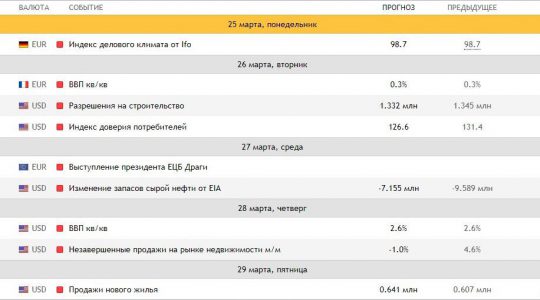 ВАЛЮТА СОБЫТИЕ ПРОГНОЗ ПРЕДЫДУЩЕЕ
25 марта, понедельник
EUR Индекс делового климата от Ifo 98.7 98.7
26 марта, вторник
EUR ВВП кв/кв 0.3% 0.3%
USD Разрешения на строительство 1.332 млн 1.345 млн
USD Индекс доверия потребителей 126.6 131.4
27 марта, среда
EUR Выступление президента ЕЦБ Драги
USD Изменение запасов сырой нефти от EIA -7.155 млн -9.589 млн
28 марта, четверг
USD ВВП кв/кв 2.6% 2.6%
USD Незавершенные продажи на рынке недвижимости м/м -1.0% 4.6%
29 марта, пятница
USD Продажи нового жилья 0.641 млн 0.607 млн